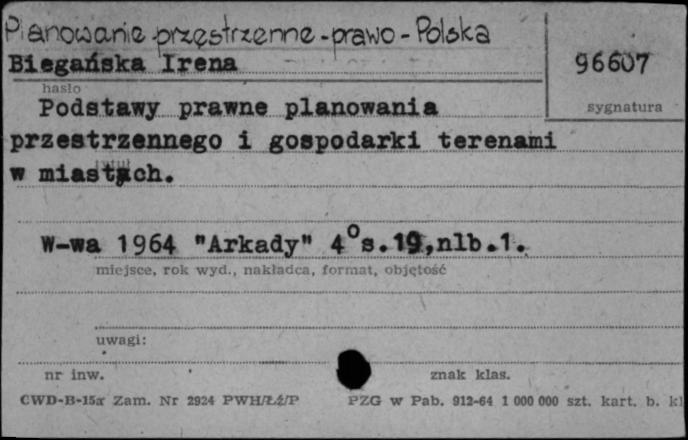 Planowanie przestrzenne - prawo - Polska
Biegańska Irena
96607
hasło
sygnatura
Podstawy prawne planowania
przestrzennego i gospodarki terenami
tytuł
w miastach.
W-wa 1964 "Arkady" 4° s.19,nlb.1.
miejsce, rok wyd., nakładca, format, objętość
uwagi:
nr inw.
znak klas.
CWD-B-15a Zam. Nr 2924 PWH/Łź/P
PZG w Pab. 912-64 1 000 000 szt. kart. b. kl